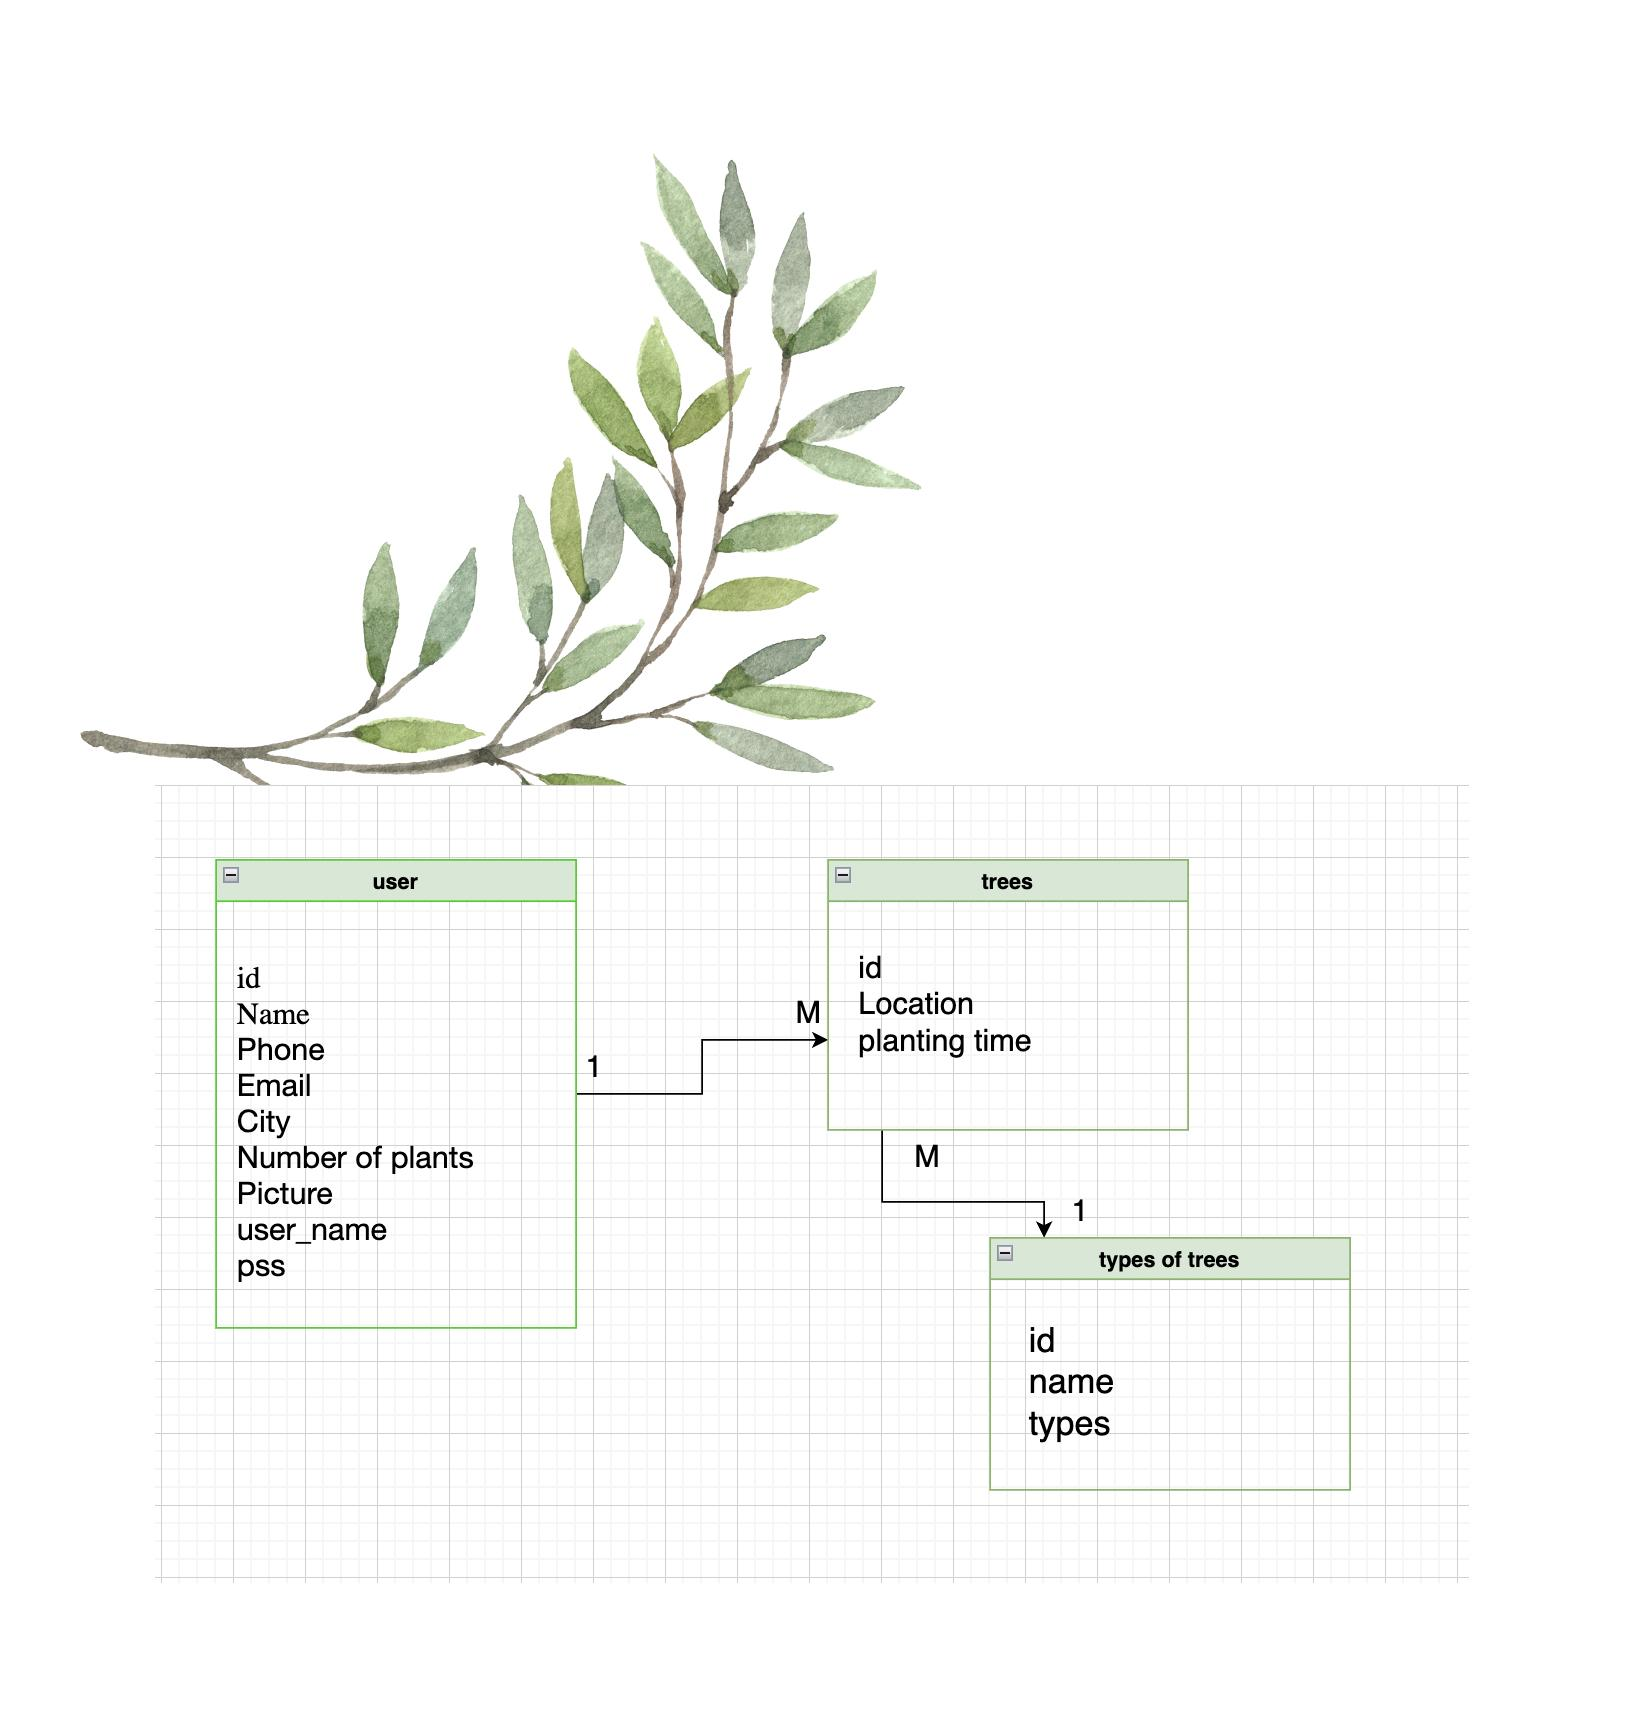 user
id
Name
Phone
Email
City
Number of plants
Picture
user_name
pss
1
M
trees
id
Location
planting time
M
1
types of trees
id
name
types